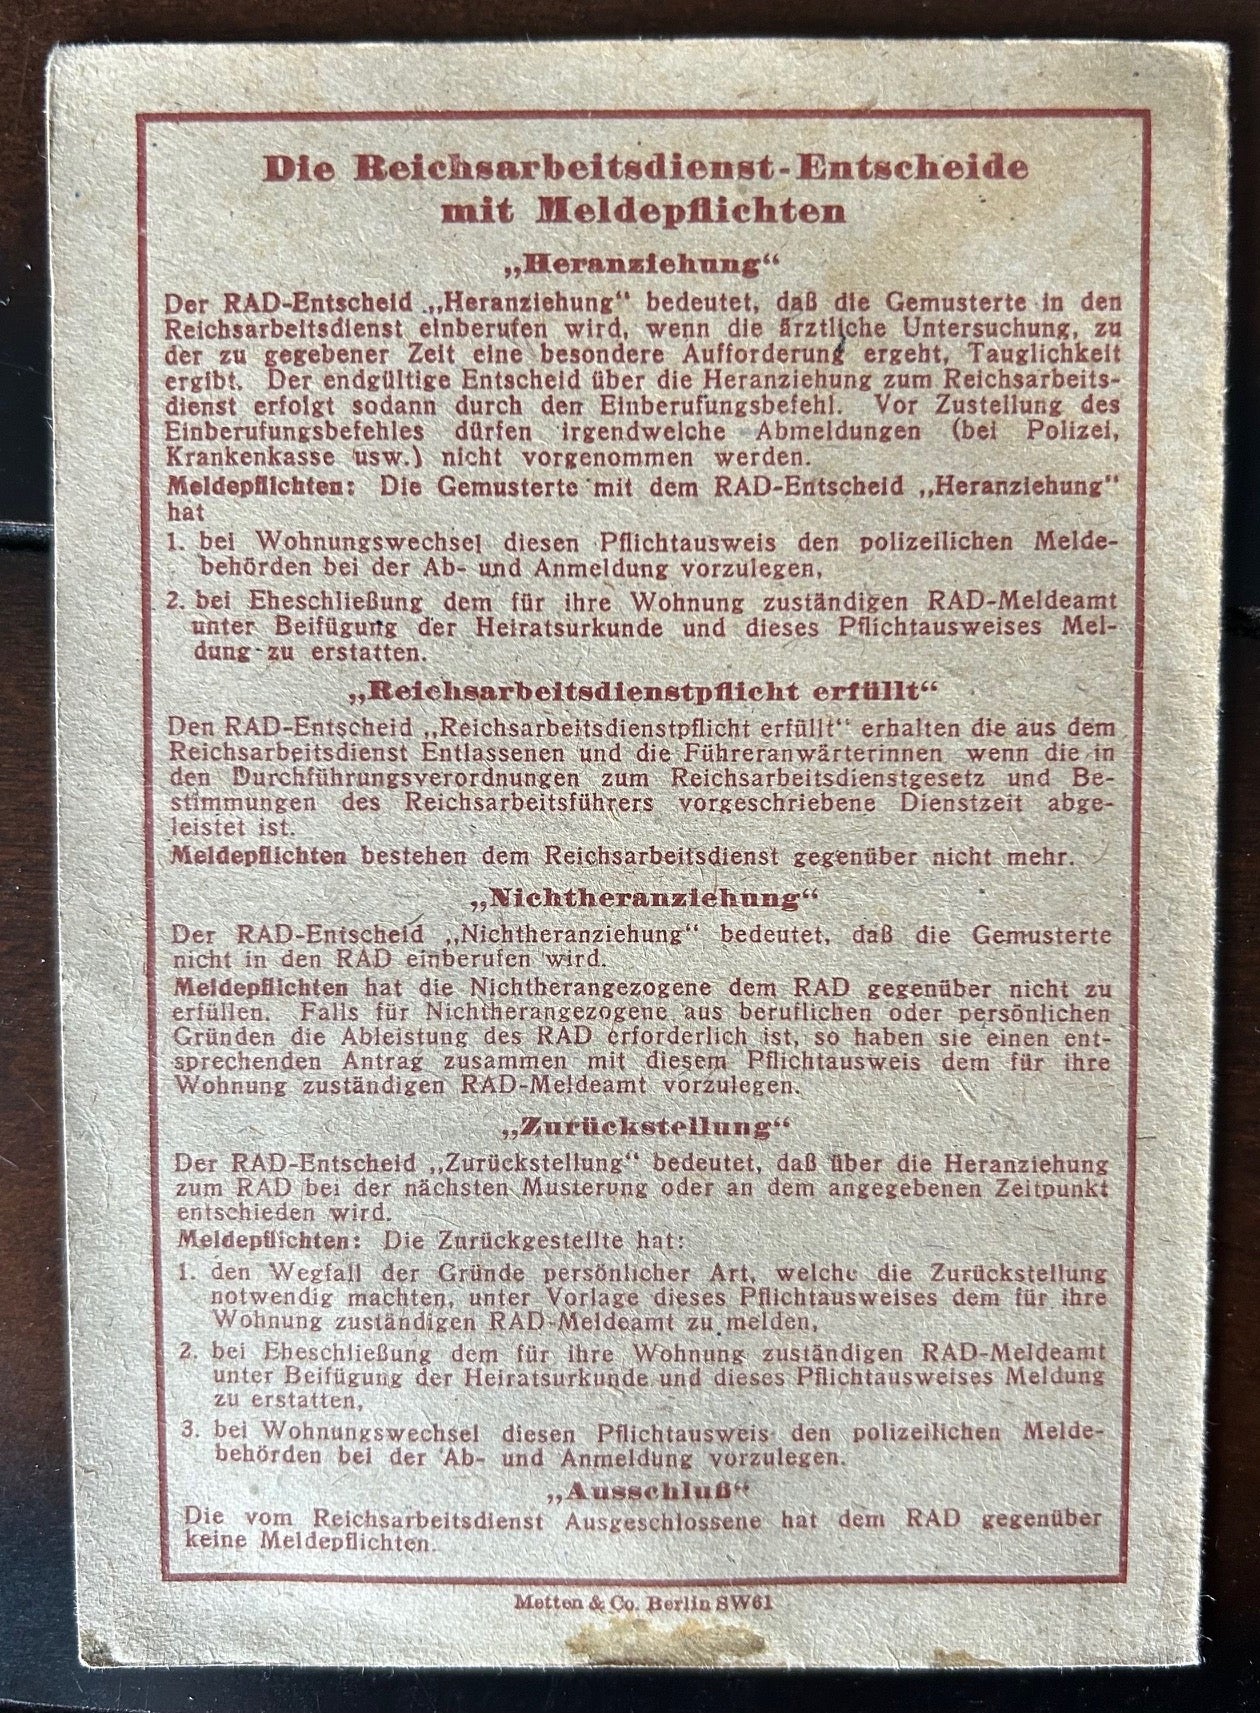 Die Reichsarbeitsdienst-Entscheide
mit Meldepflichten
„Heranziehung“
Der RAD-Entscheid „Heranziehung“ bedeutet, daß die Gemusterte in den
Reichsarbeitsdienst einberufen wird, wenn die ärztliche Untersuchung, zu
der zu gegebener Zeit eine besondere Aufforderung ergeht, Tauglichkeit
ergibt. Der endgültige Entscheid über die Heranziehung zum Reichsarbeits-
dienst erfolgt sodann durch den Einberufungsbefehl. Vor Zustellung des
Einberufungsbefehles dürfen irgendwelche Abmeldungen (bei Polizei,
Krankenkasse usw.) nicht vorgenommen werden.
Meldepflichten: Die Gemusterte mit dem RAD-Entscheid „Heranziehung“
hat
1. bei Wohnungswechsel diesen Pflichtausweis den polizeilichen Melde-
behörden bei der Ab- und Anmeldung vorzulegen,
2. bei Eheschließung dem für ihre Wohnung zuständigen RAD-Meldeamt
unter Beifügung der Heiratsurkunde und dieses Pflichtausweises Mel-
dung zu erstatten.
„Reichsarbeitsdienstpflicht erfüllt“
Den RAD-Entscheid „Reichsarbeitsdienstpflicht erfüllt“ erhalten die aus dem
Reichsarbeitsdienst Entlassenen und die Führeranwärterinnen wenn die in
den Durchführungsverordnungen zum Reichsarbeitsdienstgesetz und Be-
stimmungen des Reichsarbeitsführers vorgeschriebene Dienstzeit abge-
leistet ist.
Meldepflichten bestehen dem Reichsarbeitsdienst gegenüber nicht mehr.
„Nichtheranziehung“
Der RAD-Entscheid „Nichtheranziehung“ bedeutet, daß die Gemusterte
nicht in den RAD einberufen wird.
Meldepflichten hat die Nichtherangezogene dem RAD gegenüber nicht zu
erfüllen. Falls für Nichtherangezogene aus beruflichen oder persönlichen
Gründen die Ableistung des RAD erforderlich ist, so haben sie einen ent-
sprechenden Antrag zusammen mit diesem Pflichtausweis dem für ihre
Wohnung zuständigen RAD-Meldeamt vorzulegen.
„Zurückstellung“
Der RAD-Entscheid „Zurückstellung“ bedeutet, daß über die Heranziehung
zum RAD bei der nächsten Musterung oder an dem angegebenen Zeitpunkt
entschieden wird.
Meldepflichten: Die Zurückgestellte hat:
1. den Wegfall der Gründe persönlicher Art, welche die Zurückstellung
notwendig machten, unter Vorlage dieses Pflichtausweises dem für ihre
Wohnung zuständigen RAD-Meldeamt zu melden,
2. bei Eheschließung dem für ihre Wohnung zuständigen RAD-Meldeamt
unter Beifügung der Heiratsurkunde und dieses Pflichtausweises Meldung
zu erstatten,
3. bei Wohnungswechsel diesen Pflichtausweis den polizeilichen Melde-
behörden bei der Ab- und Anmeldung vorzulegen.
„Ausschluß“
Die vom Reichsarbeitsdienst Ausgeschlossene hat dem RAD gegenüber
keine Meldepflichten.
Metten & Co. Berlin SW61